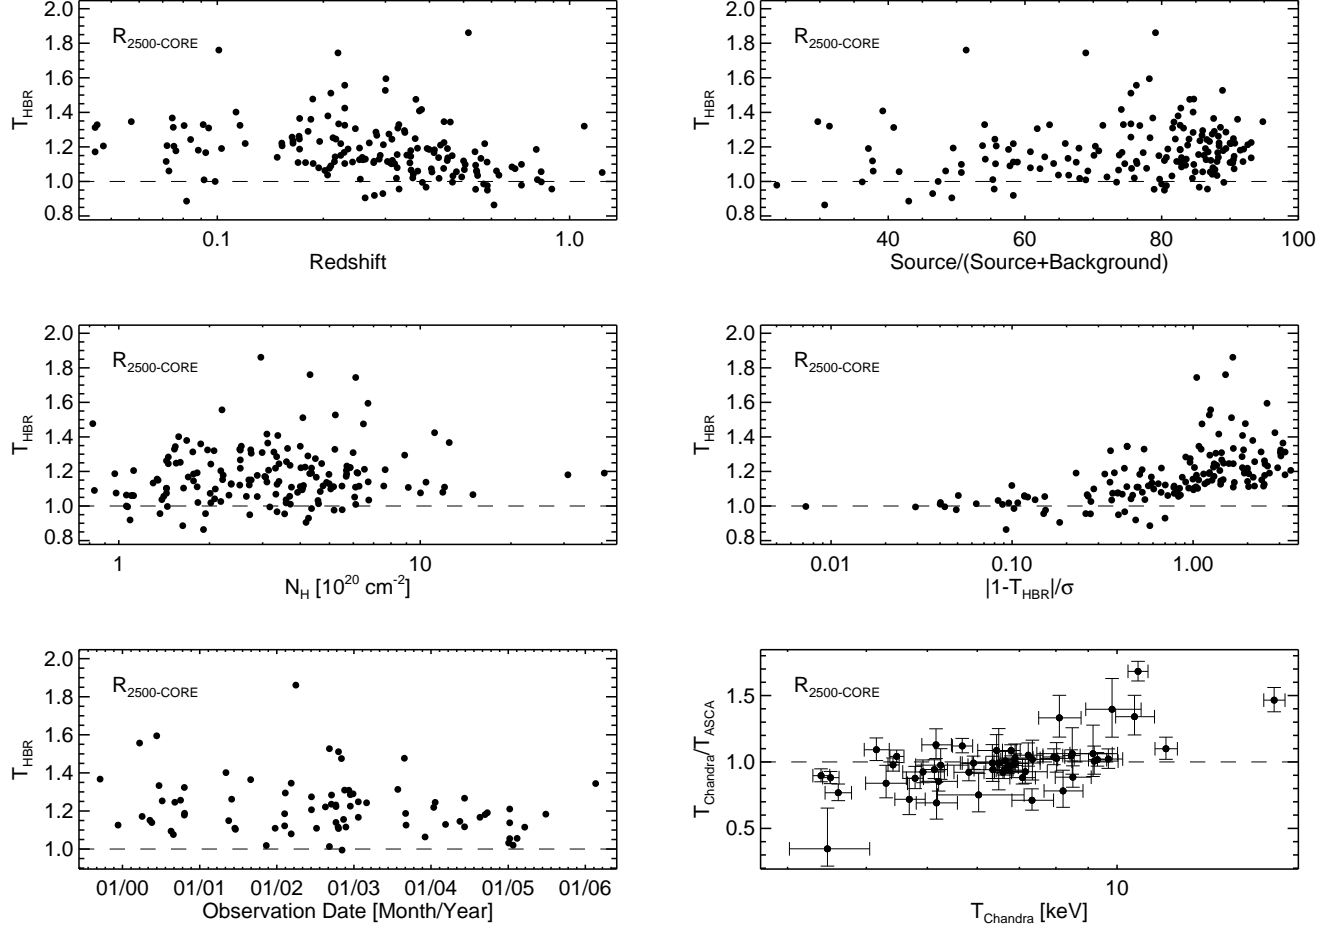 2.0
1.8
1.6
1.4
1.2
1.0
0.8
T_HBR
R_2500-CORE
0.1
1.0
Redshift
2.0
1.8
1.6
1.4
1.2
1.0
0.8
T_HBR
R_2500-CORE
40
60
80
100
Source/(Source+Background)
2.0
1.8
1.6
1.4
1.2
1.0
0.8
T_HBR
R_2500-CORE
1
10
N_H [10^20 cm^-2]
2.0
1.8
1.6
1.4
1.2
1.0
0.8
T_HBR
R_2500-CORE
0.01
0.10
1.00
|1-T_HBR|/σ
2.0
1.8
1.6
1.4
1.2
1.0
T_HBR
R_2500-CORE
01/00 01/01 01/02 01/03 01/04 01/05 01/06
Observation Date [Month/Year]
1.5
1.0
0.5
T_Chandra/T_ASCA
R_2500-CORE
10
T_Chandra [keV]